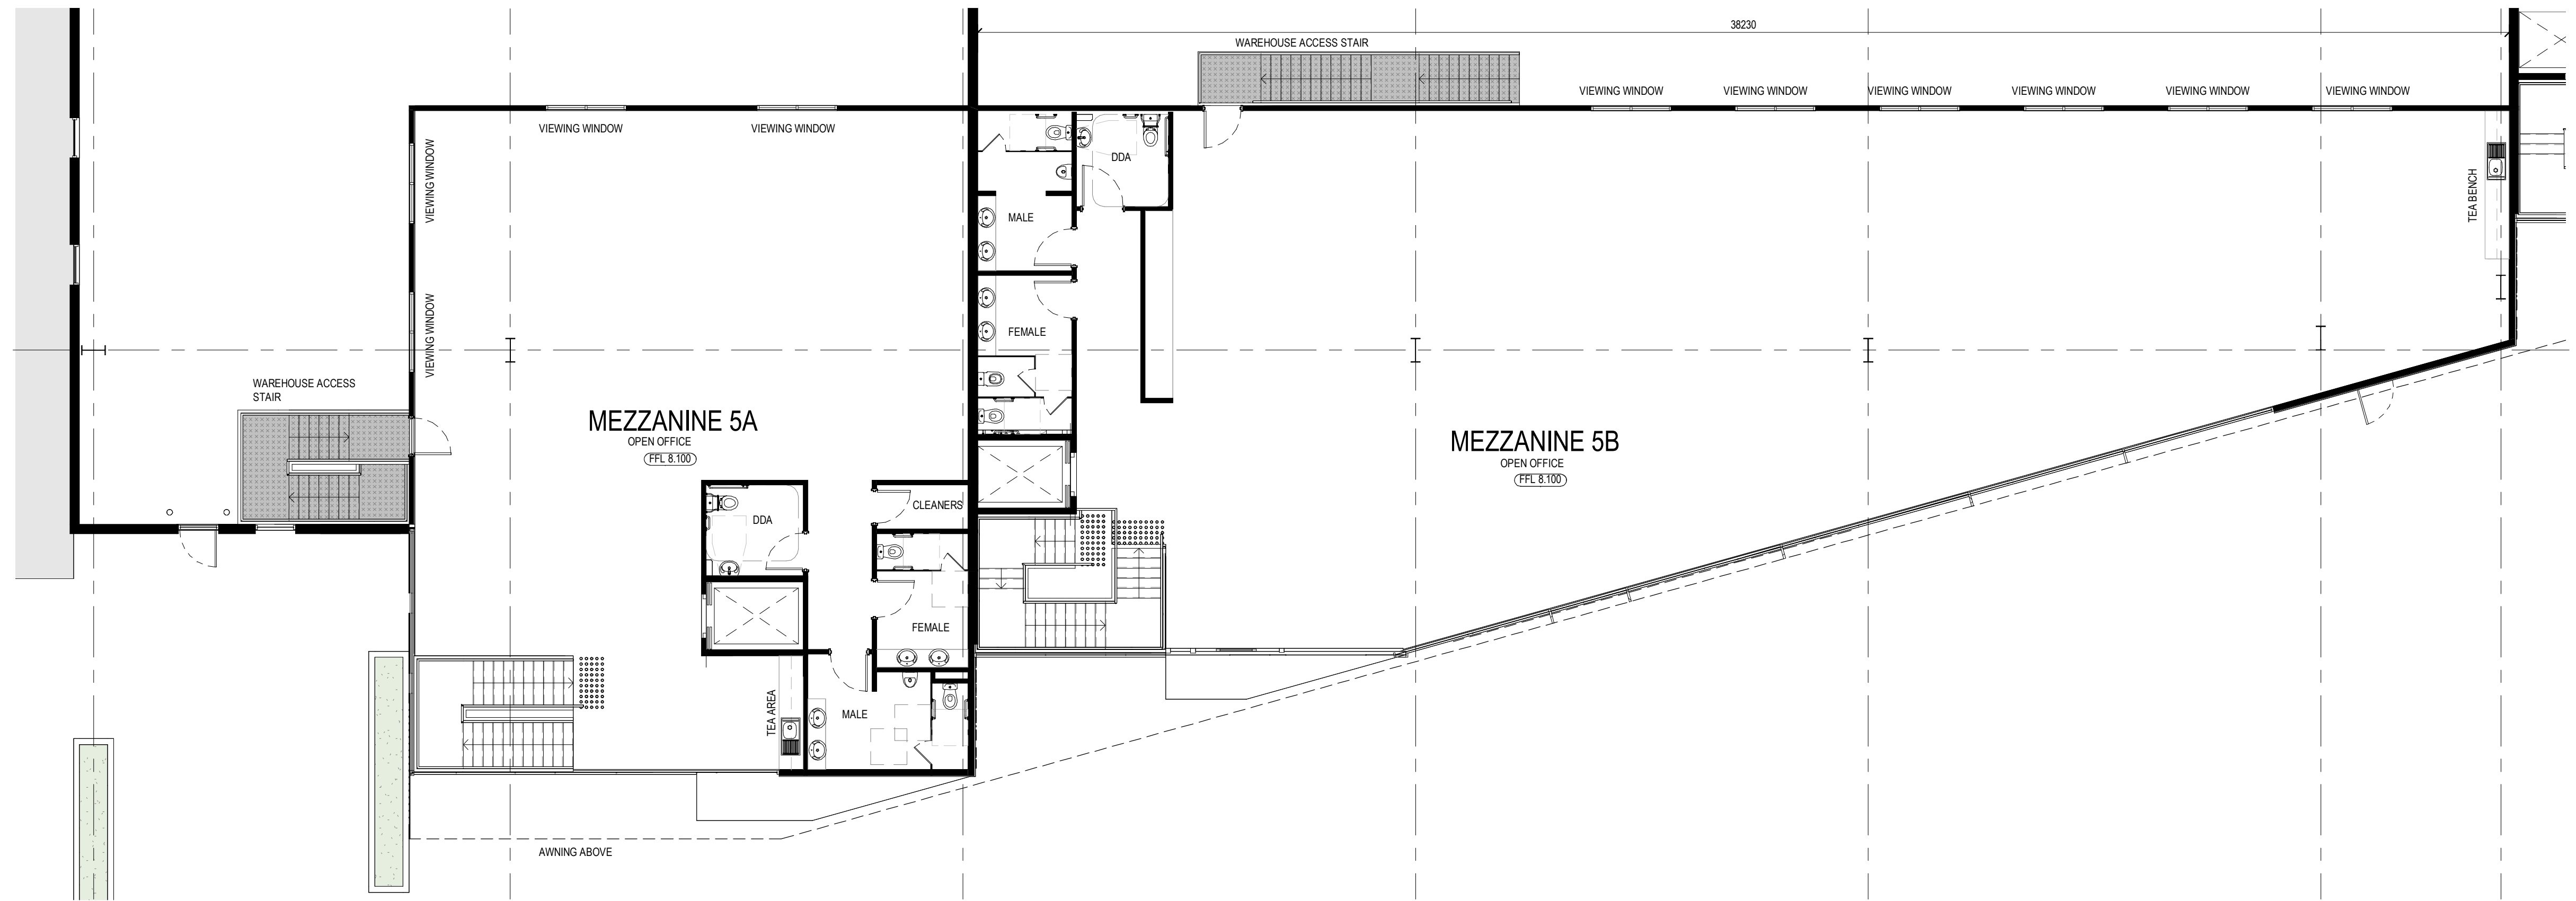 38230
WAREHOUSE ACCESS STAIR
VIEWING WINDOW
VIEWING WINDOW
VIEWING WINDOW
VIEWING WINDOW
VIEWING WINDOW
VIEWING WINDOW
VIEWING WINDOW
VIEWING WINDOW
VIEWING WINDOW
VIEWING WINDOW
DDA
MALE
TEA BENCH
FEMALE
WAREHOUSE ACCESS
STAIR
MEZZANINE 5A
OPEN OFFICE
FFL 8.100
MEZZANINE 5B
OPEN OFFICE
FFL 8.100
CLEANERS
DDA
FEMALE
TEA AREA
MALE
AWNING ABOVE